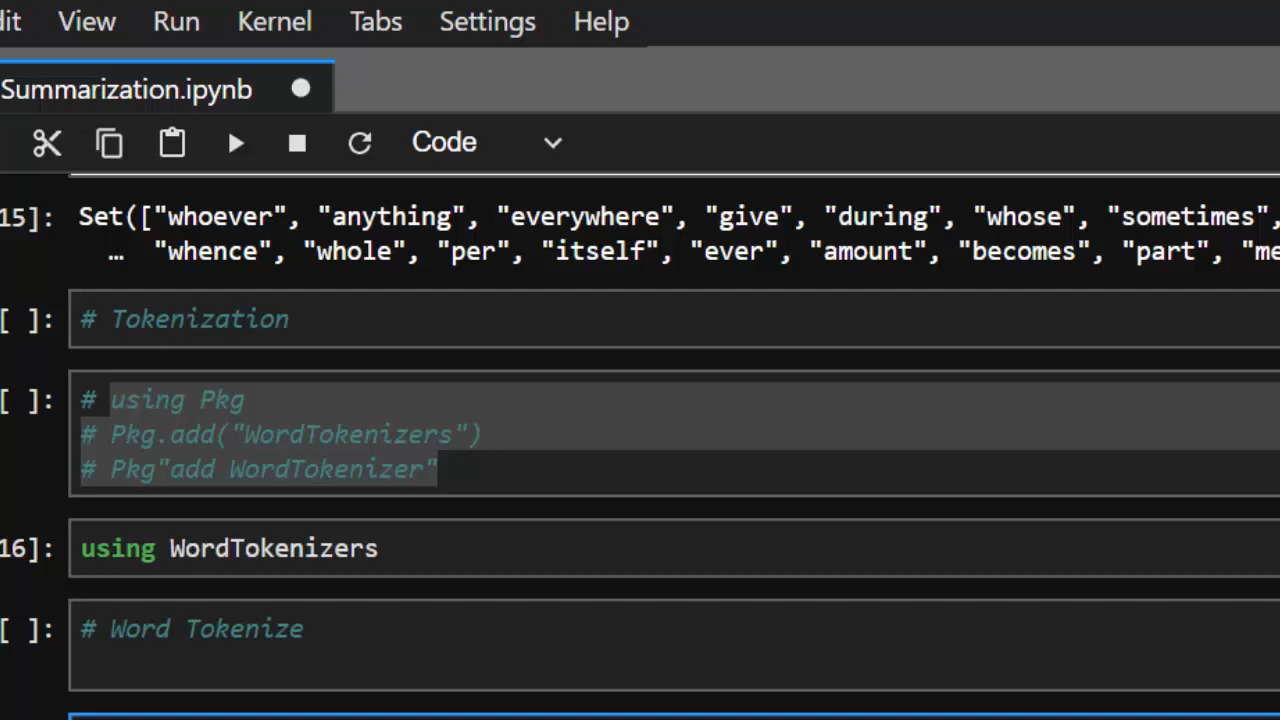 dit View Run Kernel Tabs Settings Help
Summarization.ipynb
Code
15]: Set(["whoever", "anything", "everywhere", "give", "during", "whose", "sometimes",
… "whence", "whole", "per", "itself", "ever", "amount", "becomes", "part", "me
[ ]: # Tokenization
[ ]: # using Pkg
# Pkg.add("WordTokenizers")
# Pkg"add WordTokenizer"
16]: using WordTokenizers
[ ]: # Word Tokenize